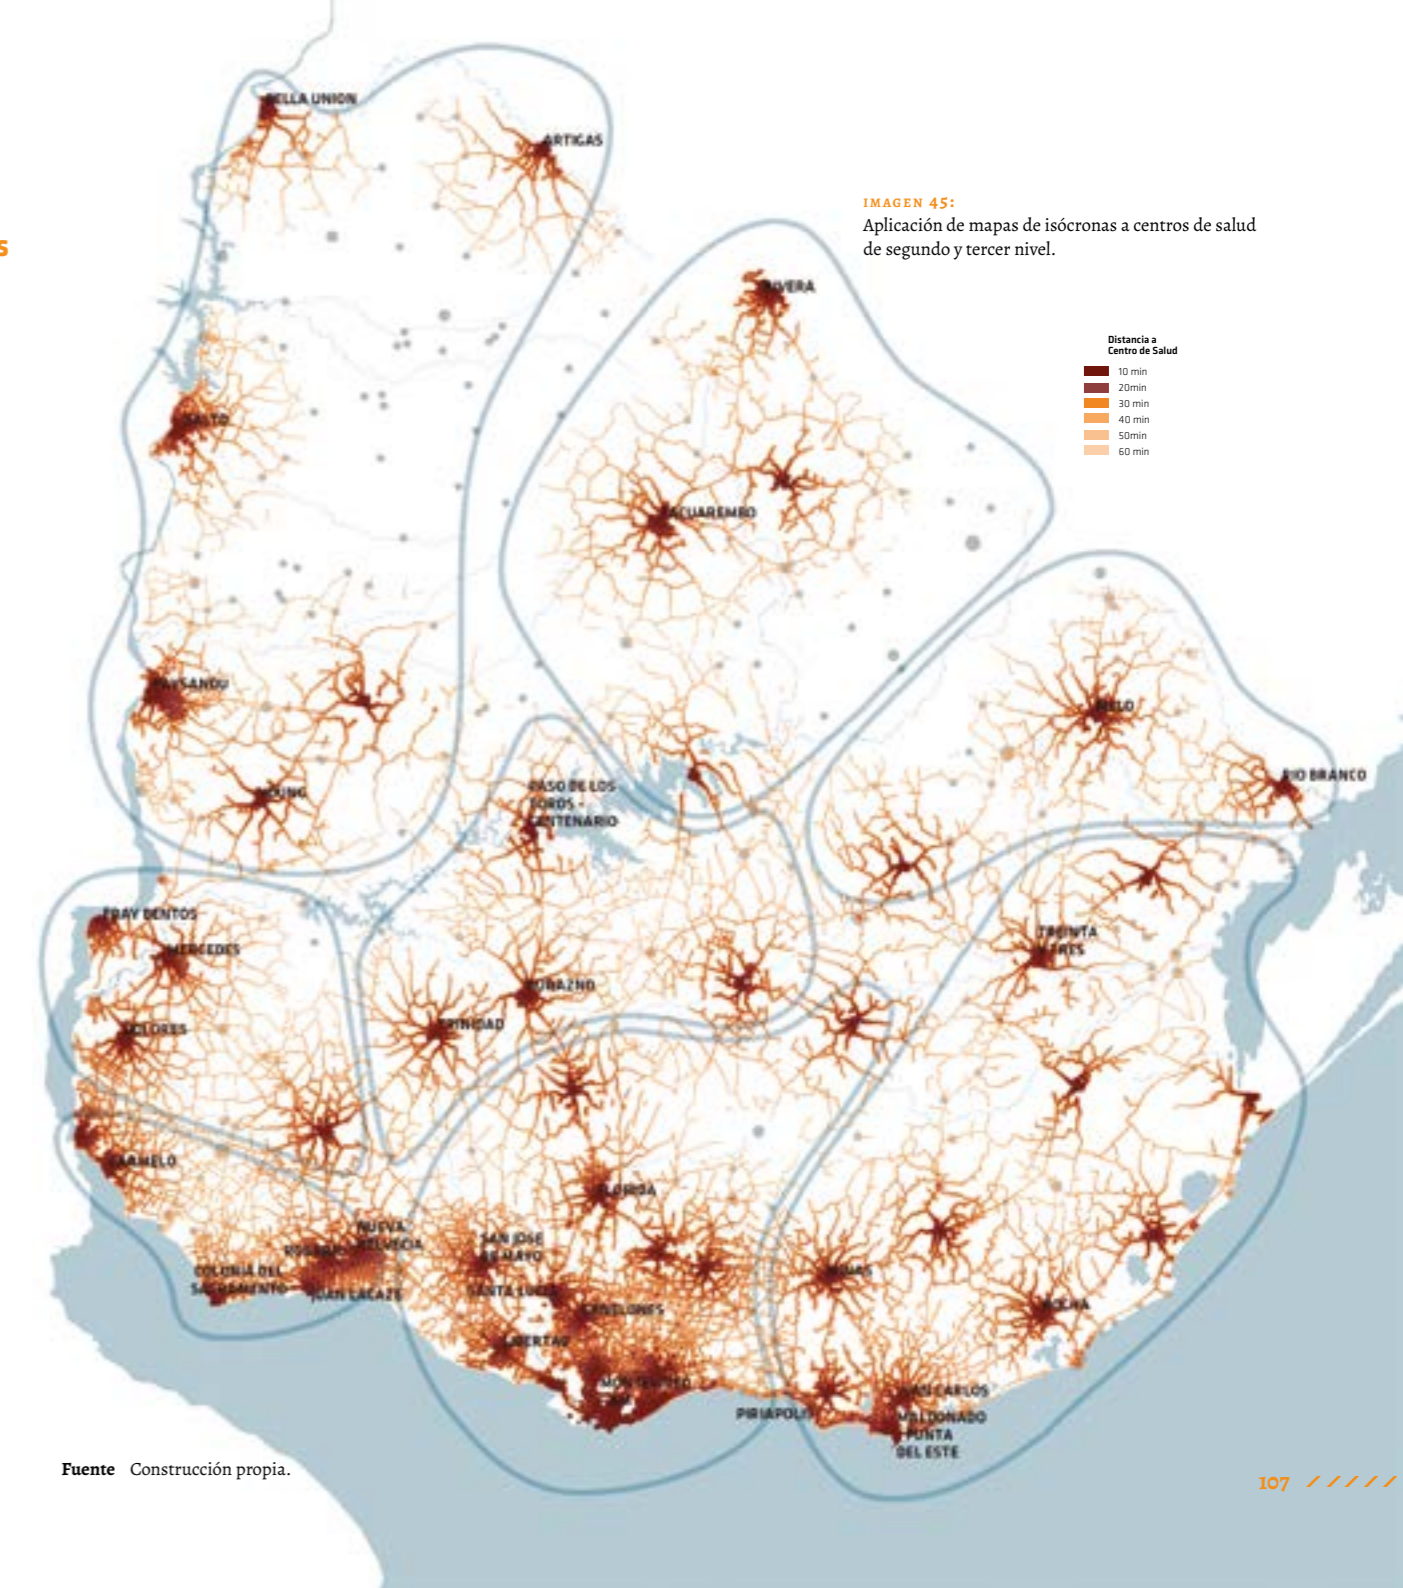 s
BELLA UNION
ARTIGAS
IMAGEN 45:
Aplicación de mapas de isócronas a centros de salud
de segundo y tercer nivel.
RIVERA
Distancia a
Centro de Salud
10 min
20min
30 min
40 min
50min
60 min
SALTO
TACUAREMBO
PAYSANDU
MELO
RIO BRANCO
YOUNG
PASO DE LOS
TOROS -
CENTENARIO
FRAY BENTOS
MERCEDES
TREINTA
Y TRES
DURAZNO
TRINIDAD
DOLORES
CARMELO
FLORIDA
NUEVA
HELVECIA
ROSARIO
SAN JOSE
DE MAYO
COLONIA DEL
SACRAMENTO
JUAN LACAZE
SANTA LUCIA
CANELONES
MINAS
ROCHA
LIBERTAD
MONTEVIDEO
AM
PIRIAPOLIS
SAN CARLOS
MALDONADO
PUNTA
DEL ESTE
Fuente Construcción propia.
107